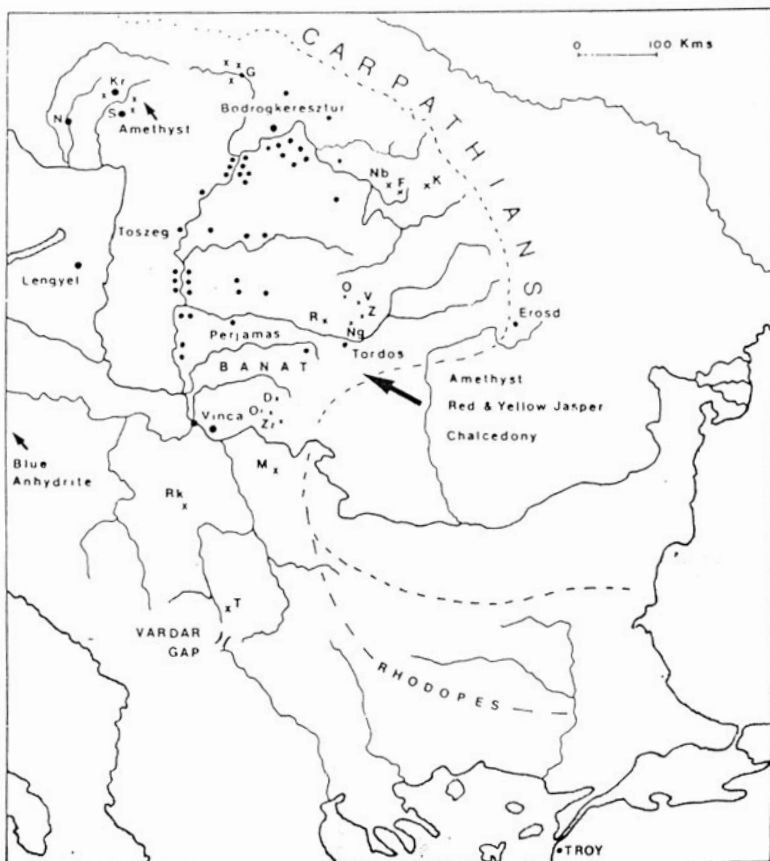 CARPATHIANS
0 100 Kms
G
Kr
Bodrogkeresztur
N
S
Amethyst
Nb
F
K
Toszeg
Lengyel
O
V
Z
R
Ng
Erosd
Perjamas
Tordos
BANAT
Amethyst
Red & Yellow Jasper
Chalcedony
D
O
Zr
Vinca
Blue
Anhydrite
M
Rk
T
VARDAR
GAP
RHODOPES
TROY